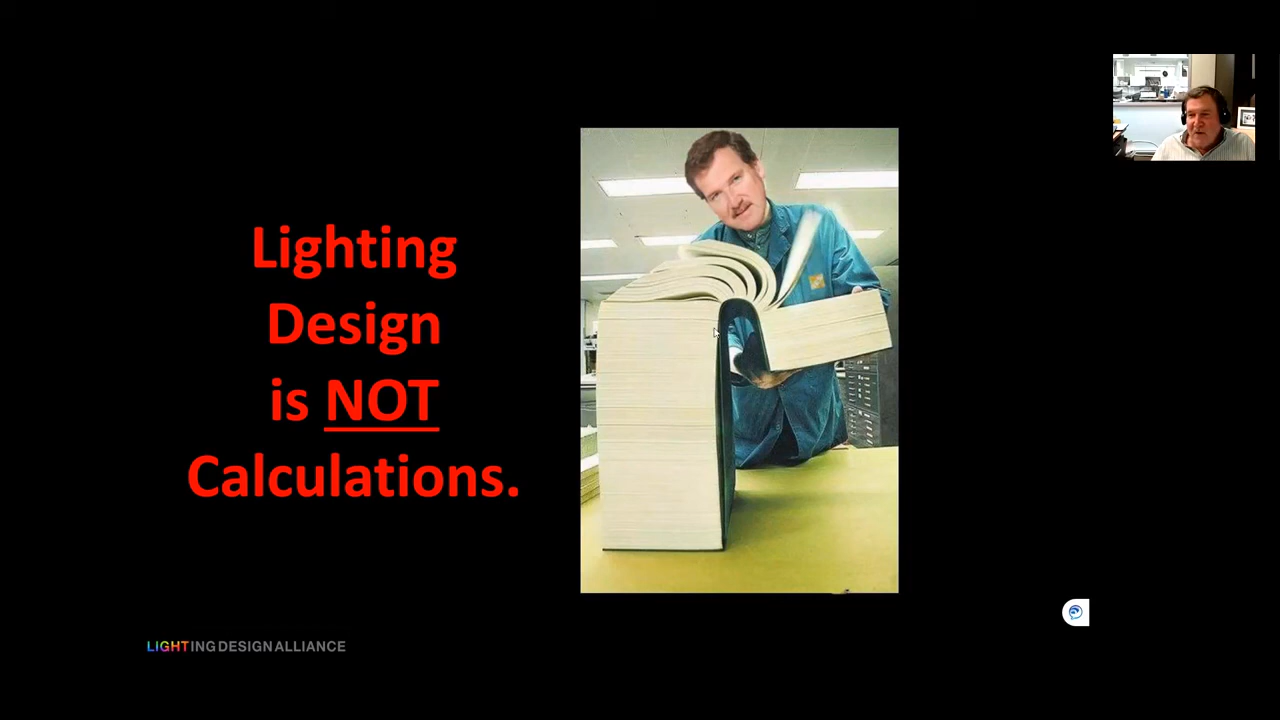 Lighting
Design
is NOT
Calculations.
LIGHTING DESIGN ALLIANCE